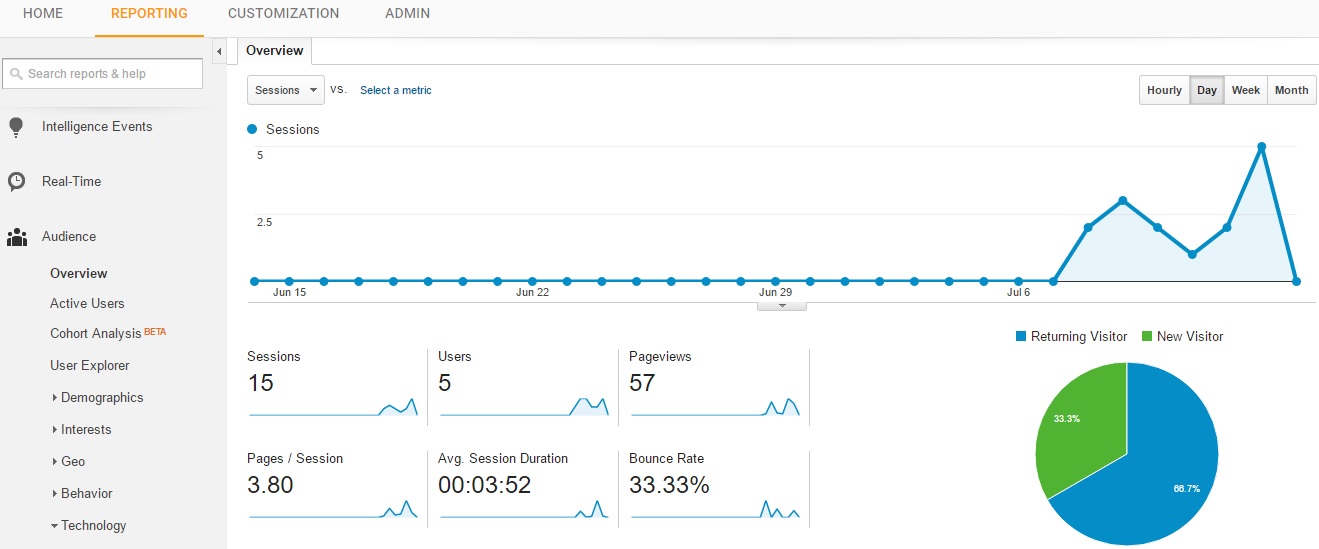 HOME REPORTING CUSTOMIZATION ADMIN
Search reports & help
Intelligence Events
Real-Time
Audience
Overview
Active Users
Cohort Analysis BETA
User Explorer
Demographics
Interests
Geo
Behavior
Technology
Overview
Sessions VS. Select a metric
Hourly Day Week Month
Sessions
5
2.5
Jun 15 Jun 22 Jun 29 Jul 6
Returning Visitor New Visitor
Sessions
15
Users
5
Pageviews
57
Pages / Session
3.80
Avg. Session Duration
00:03:52
Bounce Rate
33.33%
33.3%
66.7%